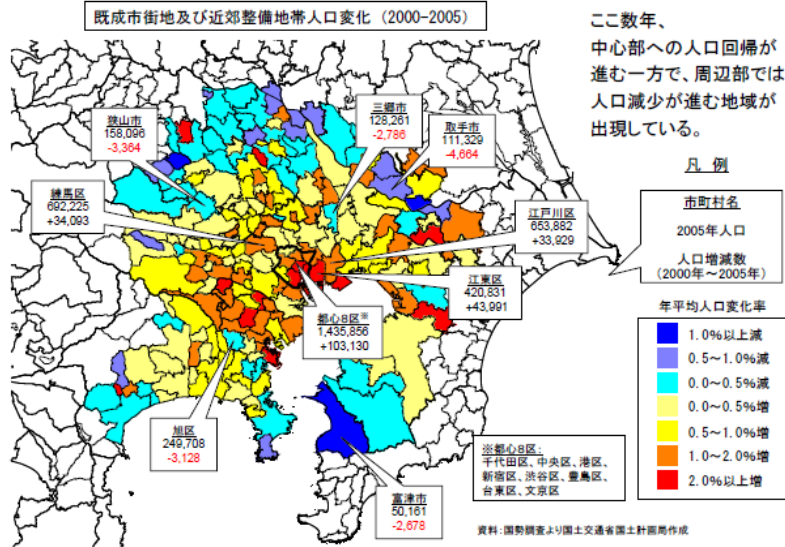 既成市街地及び近郊整備地帯人口変化 (2000-2005)
ここ数年、
中心部への人口回帰が
進む一方で、周辺部では
人口減少が進む地域が
出現している。
狭山市
158,096
-3,364
三郷市
128,261
-2,786
取手市
111,329
-4,664
練馬区
692,225
+34,093
江戸川区
653,882
+33,929
江東区
420,831
+43,991
都心8区※
1,435,856
+103,130
旭区
249,708
-3,128
富津市
50,161
-2,678
凡 例
市町村名
2005年人口
人口増減数
(2000年~2005年)
年平均人口変化率
1.0%以上減
0.5~1.0%減
0.0~0.5%減
0.0~0.5%増
0.5~1.0%増
1.0~2.0%増
2.0%以上増
※都心8区:
千代田区、中央区、港区、
新宿区、渋谷区、豊島区、
台東区、文京区
資料:国勢調査より国土交通省国土計画局作成